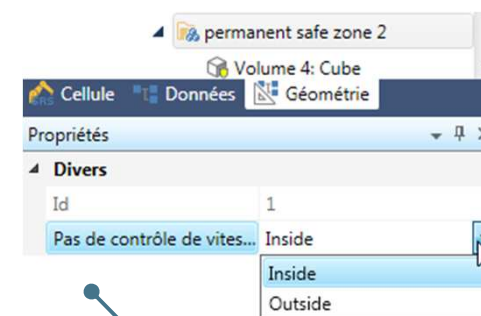 permanent safe zone 2
Volume 4: Cube
Cellule Données Géométrie
Propriétés
Divers
Id 1
Pas de contrôle de vites... Inside
Inside
Outside